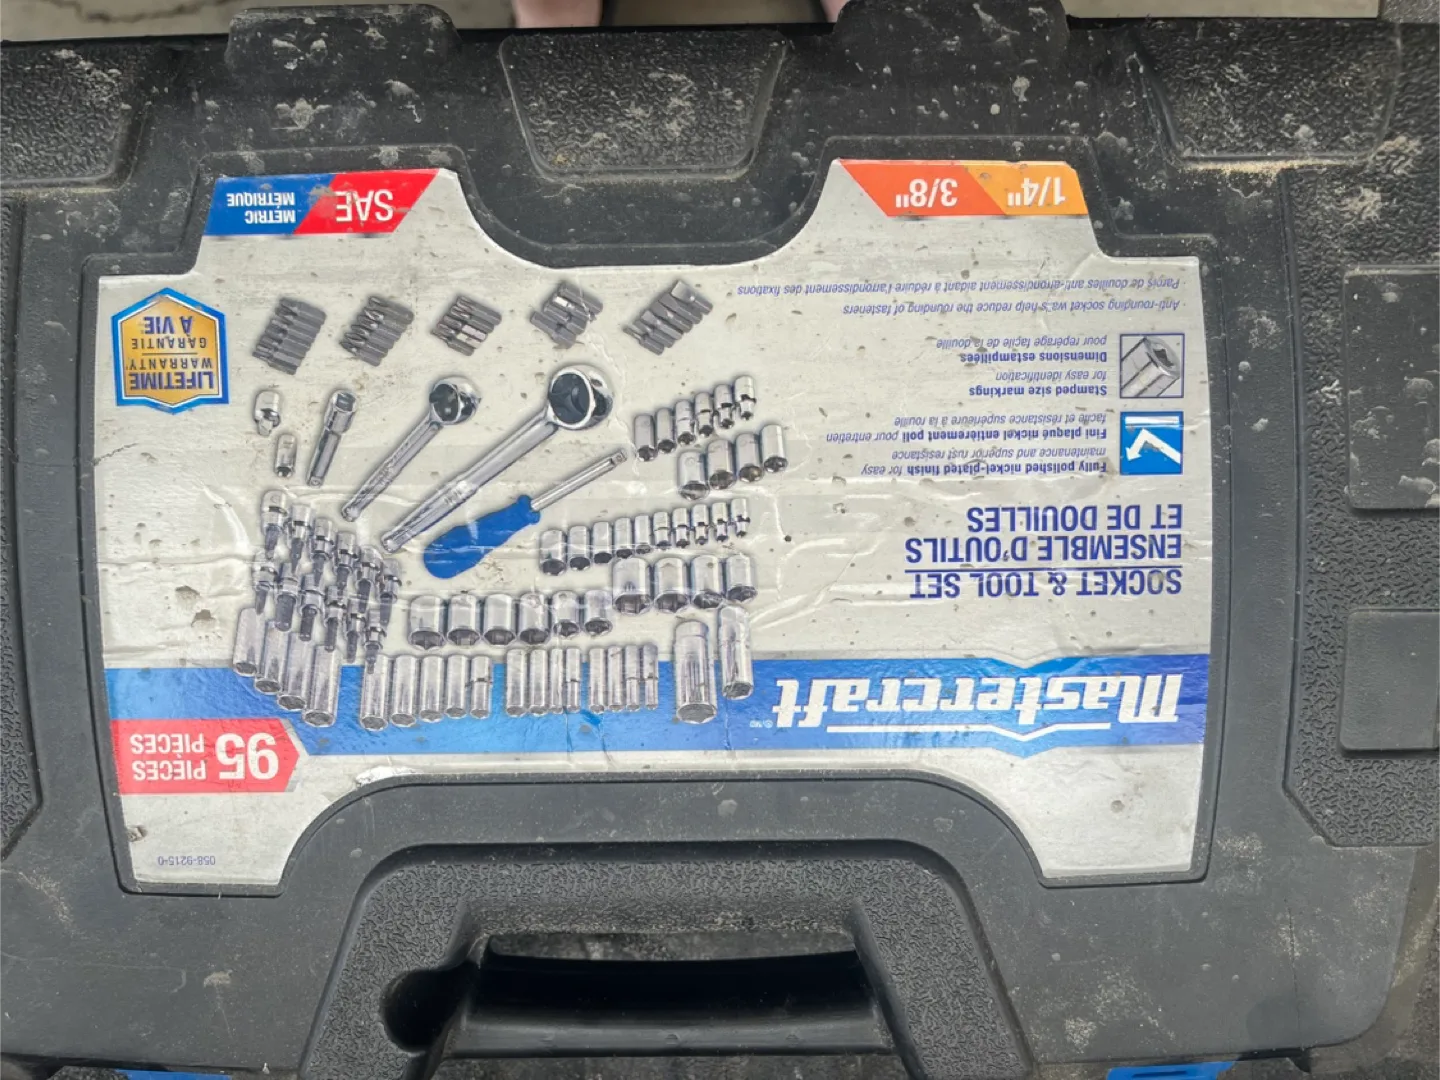 Mastercraft
®/MD
95
PIECES
PIÈCES
SOCKET & TOOL SET
ENSEMBLE D'OUTILS
ET DE DOUILLES
Fully polished nickel-plated finish for easy
maintenance and superior rust resistance
Fini plaqué nickel entièrement poli pour entretien
facile et résistance supérieure à la rouille
Stamped size markings
for easy identification
Dimensions estampillées
pour repérage facile de la douille
Anti-rounding socket walls help reduce the rounding of fasteners
Parois de douilles anti-arrondissement aidant à réduire l'arrondissement des fixations
LIFETIME
WARRANTY
GARANTIE
À VIE
1/4" 3/8"
SAE
METRIC
MÉTRIQUE
058-9215-0